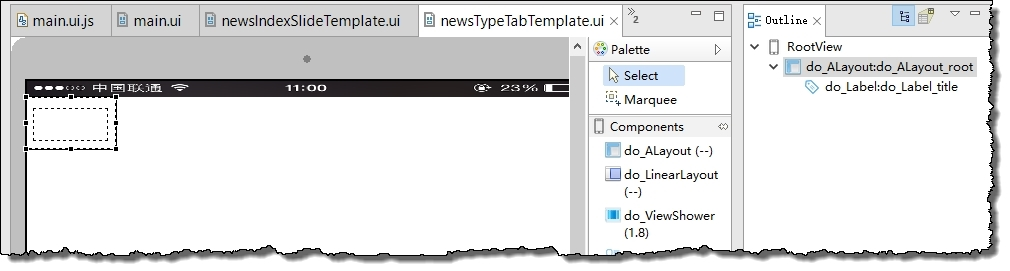 main.ui.js
main.ui
newsIndexSlideTemplate.ui
newsTypeTabTemplate.ui
»2
中国联通
11:00
23%
Palette
Select
Marquee
Components
do_ALayout (--)
do_LinearLayout
(--)
do_ViewShower
(1.8)
Outline
RootView
do_ALayout:do_ALayout_root
do_Label:do_Label_title